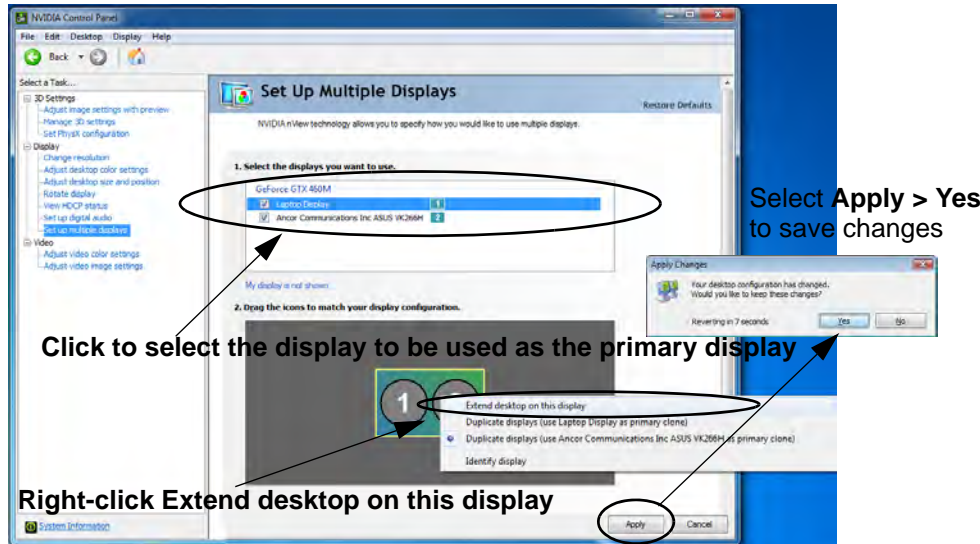 NVIDIA Control Panel
File Edit Desktop Display Help
Back
Select a Task...
3D Settings
Adjust image settings with preview
Manage 3D settings
Set PhysX configuration
Display
Change resolution
Adjust desktop color settings
Adjust desktop size and position
Rotate display
View HDCP status
Set up digital audio
Set up multiple displays
Video
Adjust video color settings
Adjust video image settings
System Information
Set Up Multiple Displays
Restore Defaults
NVIDIA nView technology allows you to specify how you would like to use multiple displays.
1. Select the displays you want to use.
GeForce GTX 460M
Laptop Display 1
Ancor Communications Inc ASUS VK266H 2
My display is not shown...
2. Drag the icons to match your display configuration.
Click to select the display to be used as the primary display
1
Extend desktop on this display
Duplicate displays (use Laptop Display as primary clone)
Duplicate displays (use Ancor Communications Inc ASUS VK266H as primary clone)
Identify display
Right-click Extend desktop on this display
Apply Cancel
Select Apply > Yes
to save changes
Apply Changes
Your desktop configuration has changed.
Would you like to keep these changes?
Reverting in 7 seconds
Yes No